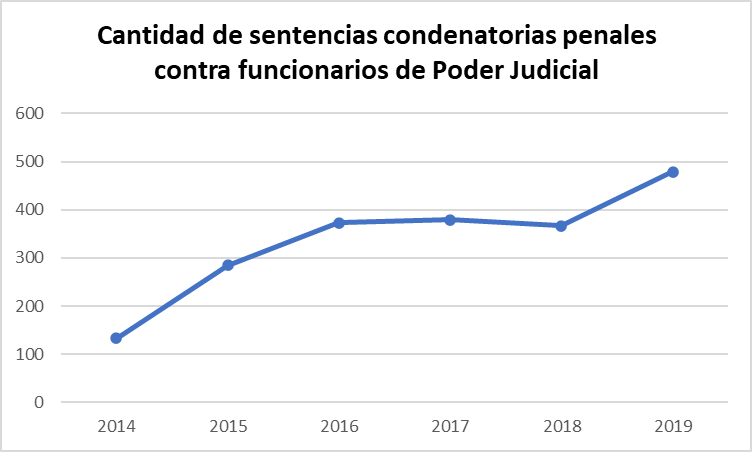 Cantidad de sentencias condenatorias penales
contra funcionarios de Poder Judicial
600
500
400
300
200
100
0
2014 2015 2016 2017 2018 2019